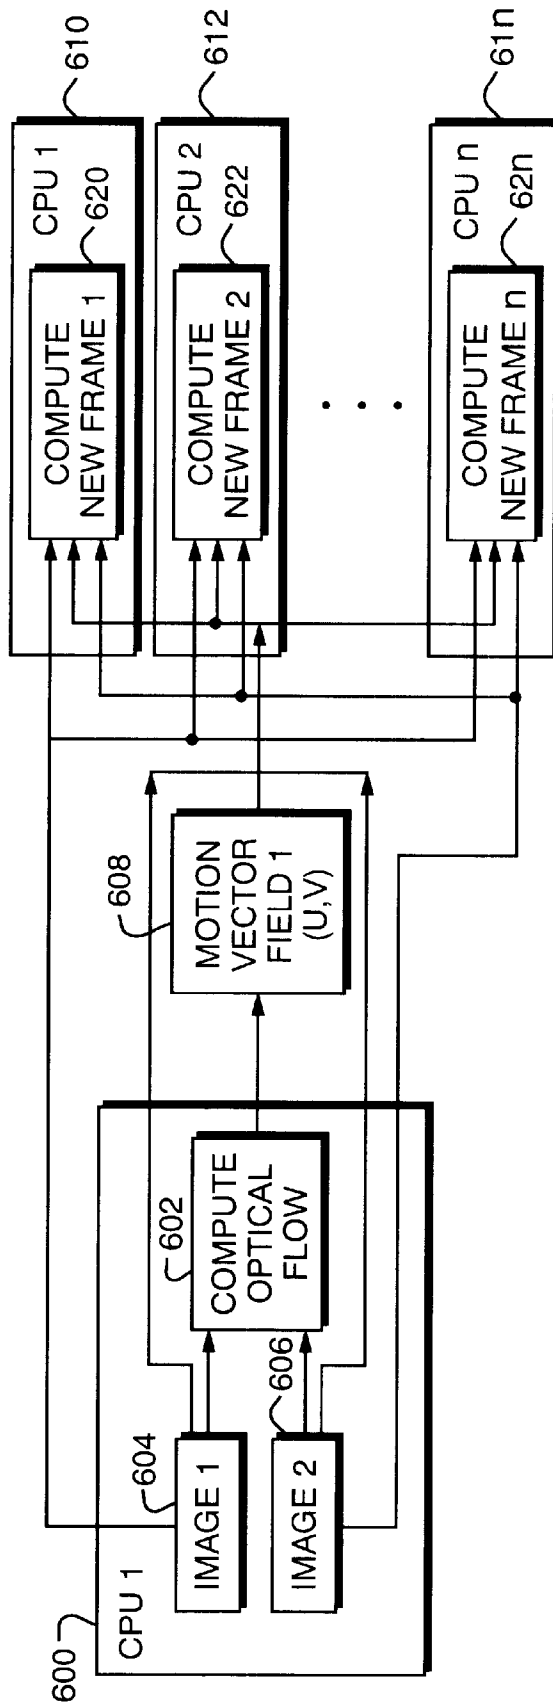 600
CPU 1
604
IMAGE 1
606
IMAGE 2
602
COMPUTE
OPTICAL
FLOW
608
MOTION
VECTOR
FIELD 1
(U,V)
610
CPU 1
620
COMPUTE
NEW FRAME 1
612
CPU 2
622
COMPUTE
NEW FRAME 2
61n
CPU n
62n
COMPUTE
NEW FRAME n